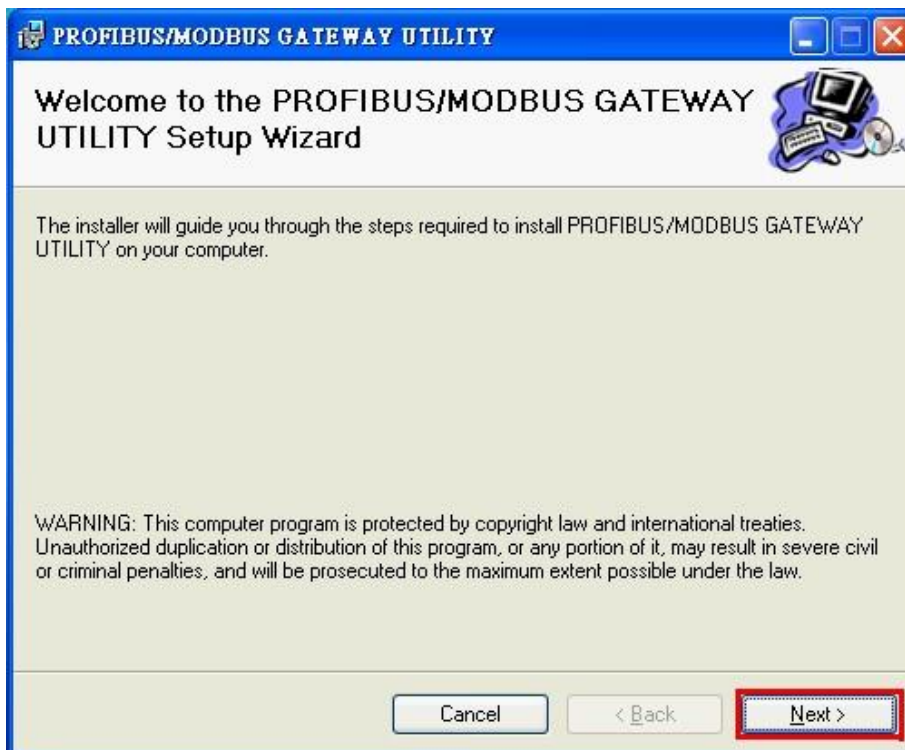 PROFIBUS/MODBUS GATEWAY UTILITY
Welcome to the PROFIBUS/MODBUS GATEWAY
UTILITY Setup Wizard
The installer will guide you through the steps required to install PROFIBUS/MODBUS GATEWAY
UTILITY on your computer.
WARNING: This computer program is protected by copyright law and international treaties.
Unauthorized duplication or distribution of this program, or any portion of it, may result in severe civil
or criminal penalties, and will be prosecuted to the maximum extent possible under the law.
Cancel < Back Next >